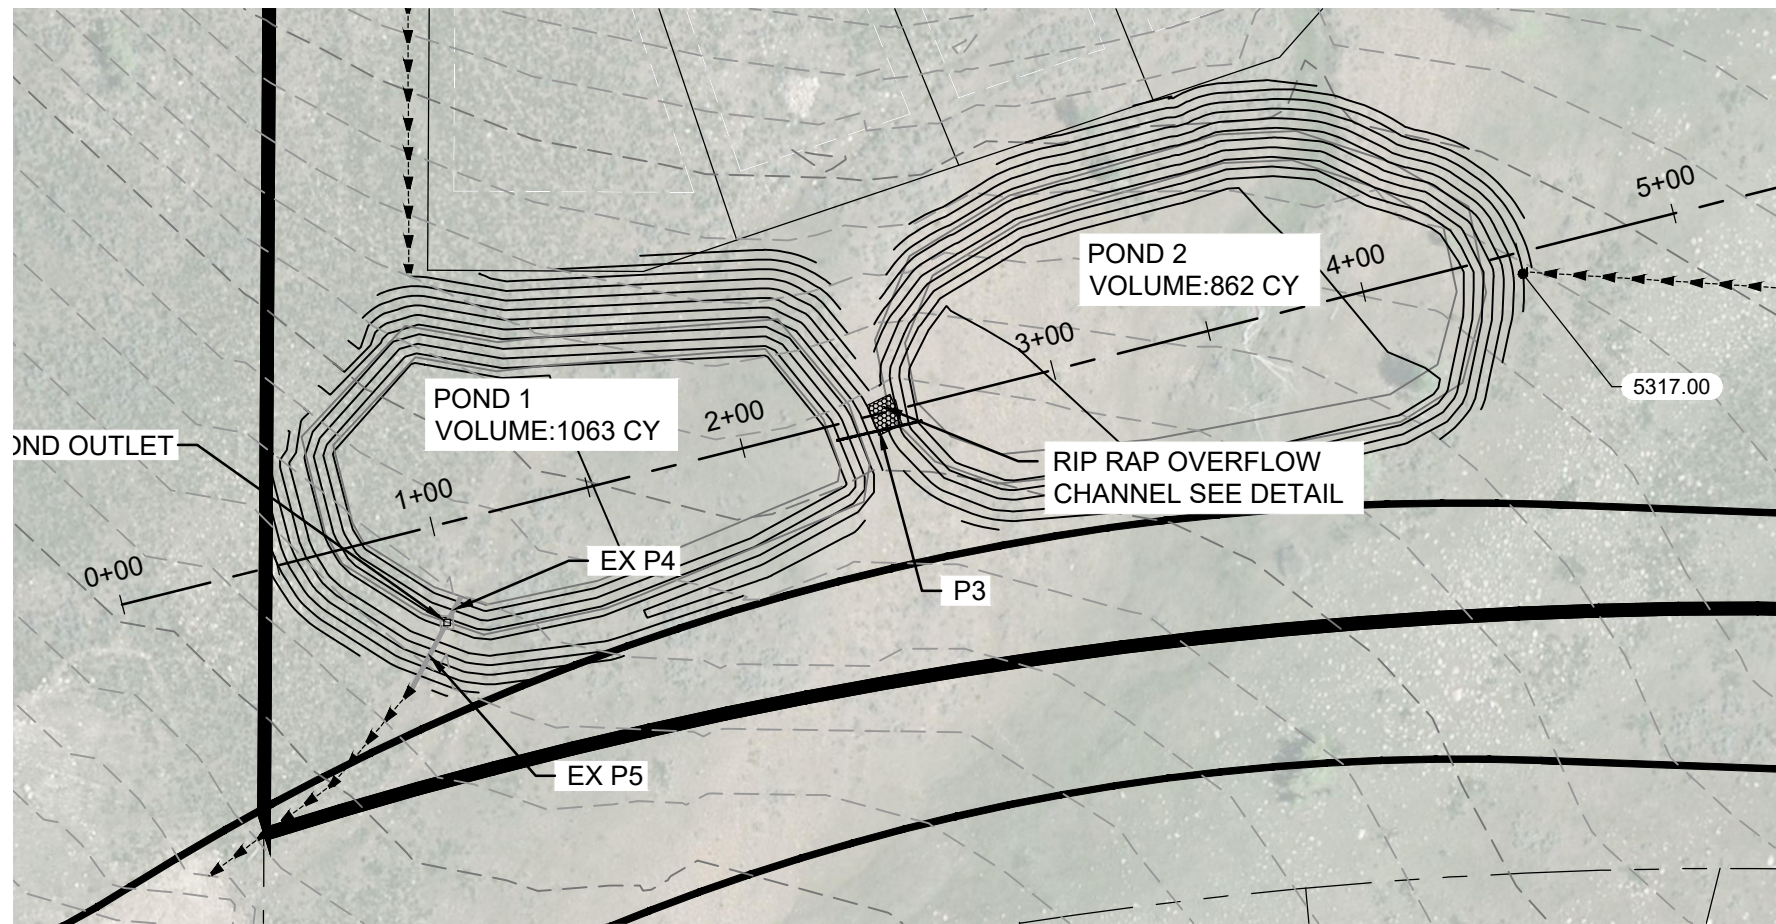 5+00
POND 2
VOLUME:862 CY
4+00
3+00
5317.00
POND 1
VOLUME:1063 CY
2+00
OND OUTLET
RIP RAP OVERFLOW
CHANNEL SEE DETAIL
1+00
EX P4
0+00
P3
EX P5